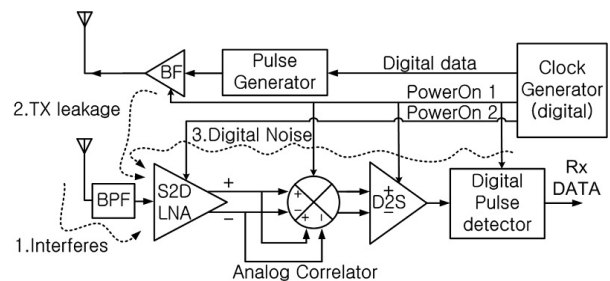 BF
Pulse
Generator
Digital data
Clock
Generator
(digital)
PowerOn 1
PowerOn 2
2.TX leakage
3.Digital Noise
BPF
S2D
LNA
+
−
+
−
+
−
+
D2S
−
Digital
Pulse
detector
Rx
DATA
1.Interferes
Analog Correlator